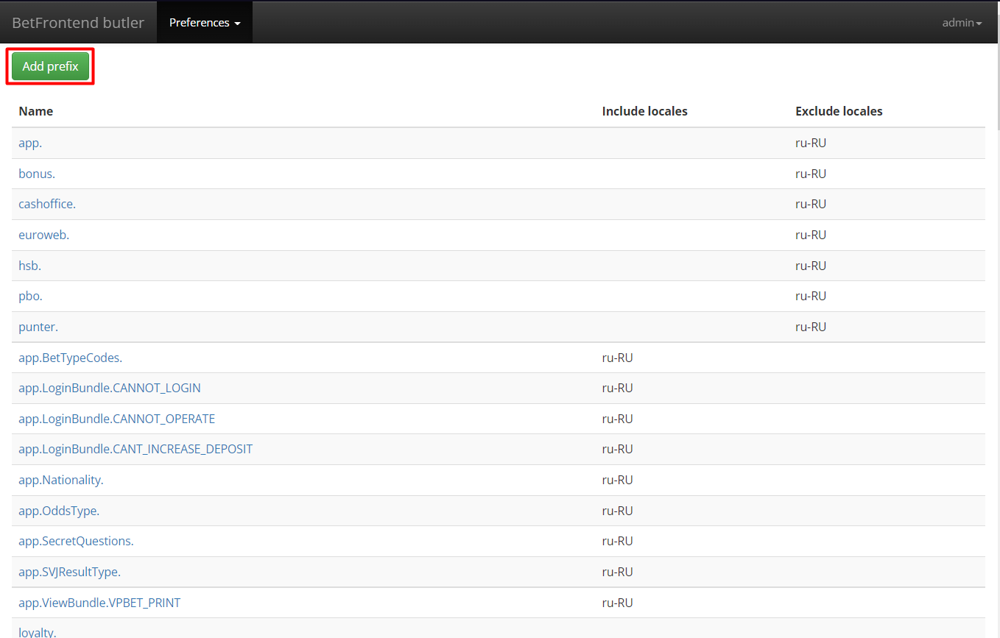 BetFrontend butler Preferences admin
Add prefix
Name Include locales Exclude locales
app. ru-RU
bonus. ru-RU
cashoffice. ru-RU
euroweb. ru-RU
hsb. ru-RU
pbo. ru-RU
punter. ru-RU
app.BetTypeCodes. ru-RU
app.LoginBundle.CANNOT_LOGIN ru-RU
app.LoginBundle.CANNOT_OPERATE ru-RU
app.LoginBundle.CANT_INCREASE_DEPOSIT ru-RU
app.Nationality. ru-RU
app.OddsType. ru-RU
app.SecretQuestions. ru-RU
app.SVJResultType. ru-RU
app.ViewBundle.VPBET_PRINT ru-RU
loyalty.